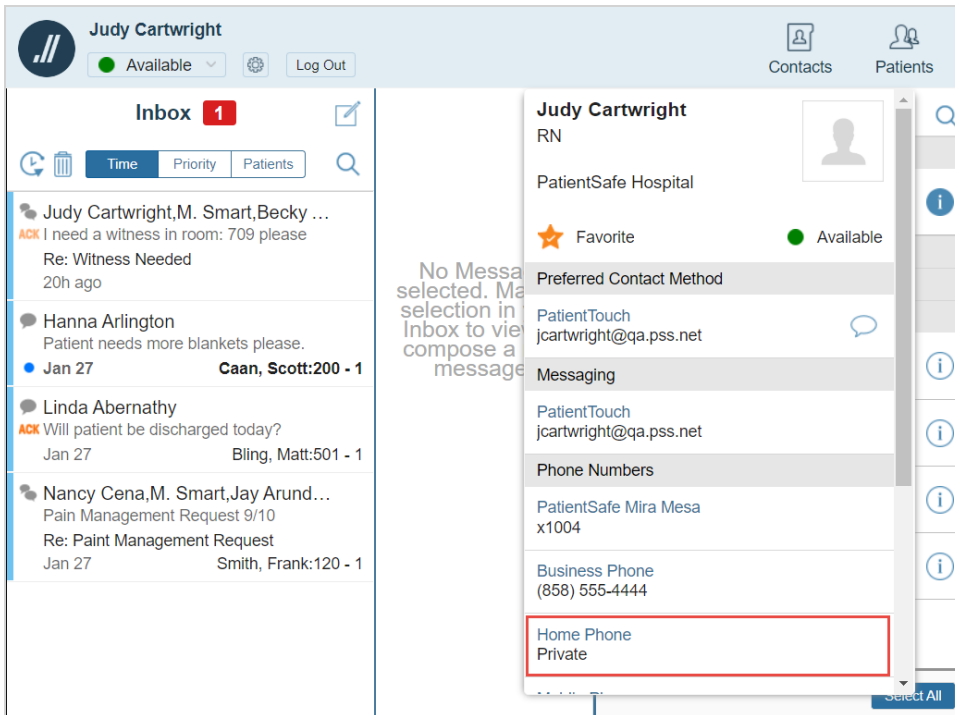 Judy Cartwright
Available
Log Out
Contacts
Patients
Inbox 1
Time Priority Patients
Judy Cartwright,M. Smart,Becky ...
ACK I need a witness in room: 709 please
Re: Witness Needed
20h ago
Hanna Arlington
Patient needs more blankets please.
Jan 27 Caan, Scott:200 - 1
Linda Abernathy
ACK Will patient be discharged today?
Jan 27 Bling, Matt:501 - 1
Nancy Cena,M. Smart,Jay Arund...
Pain Management Request 9/10
Re: Paint Management Request
Jan 27 Smith, Frank:120 - 1
No Messa
selected. Ma
selection in
Inbox to vie
compose a
message
Judy Cartwright
RN
PatientSafe Hospital
Favorite Available
Preferred Contact Method
PatientTouch
jcartwright@qa.pss.net
Messaging
PatientTouch
jcartwright@qa.pss.net
Phone Numbers
PatientSafe Mira Mesa
x1004
Business Phone
(858) 555-4444
Home Phone
Private
Select All